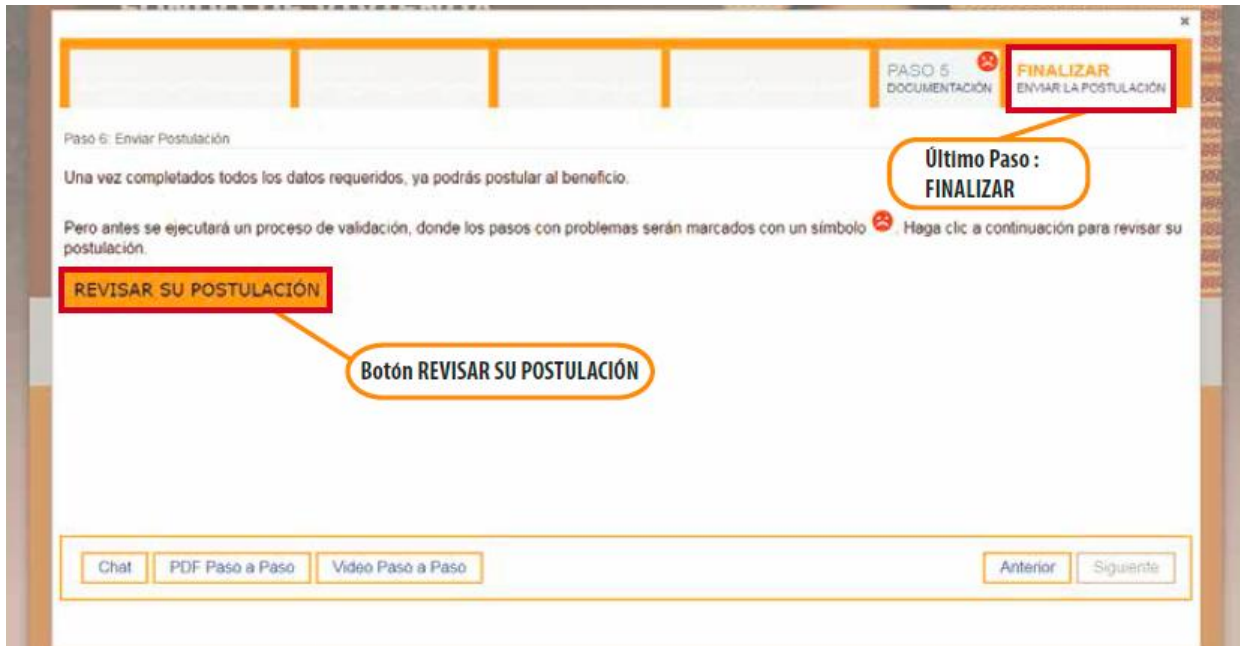 PASO 5
DOCUMENTACIÓN
FINALIZAR
ENVIAR LA POSTULACIÓN
Paso 6: Enviar Postulación
Último Paso :
FINALIZAR
Una vez completados todos los datos requeridos, ya podrás postular al beneficio.
Pero antes se ejecutará un proceso de validación, donde los pasos con problemas serán marcados con un símbolo . Haga clic a continuación para revisar su
postulación.
REVISAR SU POSTULACIÓN
Botón REVISAR SU POSTULACIÓN
Chat
PDF Paso a Paso
Video Paso a Paso
Anterior
Siguiente